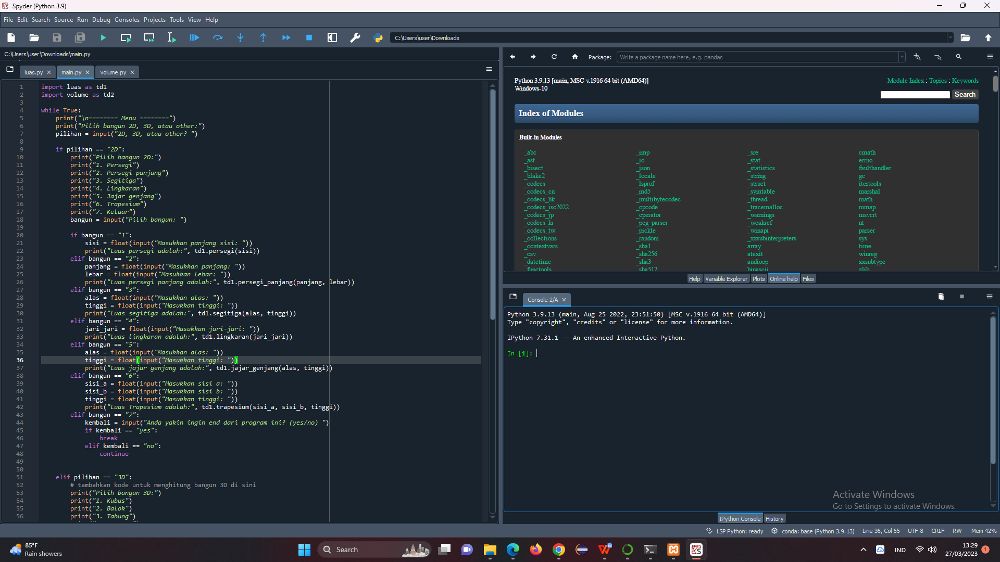 Spyder (Python 3.9)
File Edit Search Source Run Debug Consoles Projects Tools View Help
C:\Users\user\Downloads
C:\Users\user\Downloads\main.py
luas.py
main.py
volume.py
1 import luas as td1
2 import volume as td2
3
4 while True:
5 print("\n======== Menu ========")
6 print("Pilih bangun 2D, 3D, atau other:")
7 pilihan = input("2D, 3D, atau other? ")
8
9 if pilihan == "2D":
10 print("Pilih bangun 2D:")
11 print("1. Persegi")
12 print("2. Persegi panjang")
13 print("3. Segitiga")
14 print("4. Lingkaran")
15 print("5. Jajar genjang")
16 print("6. Trapesium")
17 print("7. Keluar")
18 bangun = input("Pilih bangun: ")
19
20 if bangun == "1":
21 sisi = float(input("Masukkan panjang sisi: "))
22 print("Luas persegi adalah:", td1.persegi(sisi))
23 elif bangun == "2":
24 panjang = float(input("Masukkan panjang: "))
25 lebar = float(input("Masukkan lebar: "))
26 print("Luas persegi panjang adalah:", td1.persegi_panjang(panjang, lebar))
27 elif bangun == "3":
28 alas = float(input("Masukkan alas: "))
29 tinggi = float(input("Masukkan tinggi: "))
30 print("Luas segitiga adalah:", td1.segitiga(alas, tinggi))
31 elif bangun == "4":
32 jari_jari = float(input("Masukkan jari-jari: "))
33 print("Luas lingkaran adalah:", td1.lingkaran(jari_jari))
34 elif bangun == "5":
35 alas = float(input("Masukkan alas: "))
36 tinggi = float(input("Masukkan tinggi: "))
37 print("Luas jajar genjang adalah:", td1.jajar_genjang(alas, tinggi))
38 elif bangun == "6":
39 sisi_a = float(input("Masukkan sisi a: "))
40 sisi_b = float(input("Masukkan sisi b: "))
41 tinggi = float(input("Masukkan tinggi: "))
42 print("Luas Trapesium adalah:", td1.trapesium(sisi_a, sisi_b, tinggi))
43 elif bangun == "7":
44 kembali = input("Anda yakin ingin end dari program ini? (yes/no) ")
45 if kembali == "yes":
46 break
47 elif kembali == "no":
48 continue
49
50
51 elif pilihan == "3D":
52 # tambahkan kode untuk menghitung bangun 3D di sini
53 print("Pilih bangun 3D:")
54 print("1. Kubus")
55 print("2. Balok")
56 print("3. Tabung")
Package: Write a package name here, e.g. pandas
Python 3.9.13 [main, MSC v.1916 64 bit (AMD64)]
Windows-10
Module Index : Topics : Keywords
Search
Index of Modules
Built-in Modules
_abc _imp _sre cmath
_ast _io _stat errno
_bisect _json _statistics faulthandler
_blake2 _locale _string gc
_codecs _lsprof _struct itertools
_codecs_cn _md5 _symtable marshal
_codecs_hk _multibytecodec _thread math
_codecs_iso2022 _opcode _tracemalloc mmap
_codecs_jp _operator _warnings msvcrt
_codecs_kr _peg_parser _weakref nt
_codecs_tw _pickle _winapi parser
_collections _random _xxsubinterpreters sys
_contextvars _sha1 array time
_csv _sha256 atexit winreg
_datetime _sha3 audioop xxsubtype
_functools _sha512 binascii zlib
Help Variable Explorer Plots Online help Files
Console 2/A
Python 3.9.13 (main, Aug 25 2022, 23:51:50) [MSC v.1916 64 bit (AMD64)]
Type "copyright", "credits" or "license" for more information.
IPython 7.31.1 -- An enhanced Interactive Python.
In [1]:
Activate Windows
Go to Settings to activate Windows.
IPython Console History
LSP Python: ready conda: base (Python 3.9.13) Line 36, Col 55 UTF-8 CRLF RW Mem 42%
85°F
Rain showers
Search
IND
13:29
27/03/2023
1